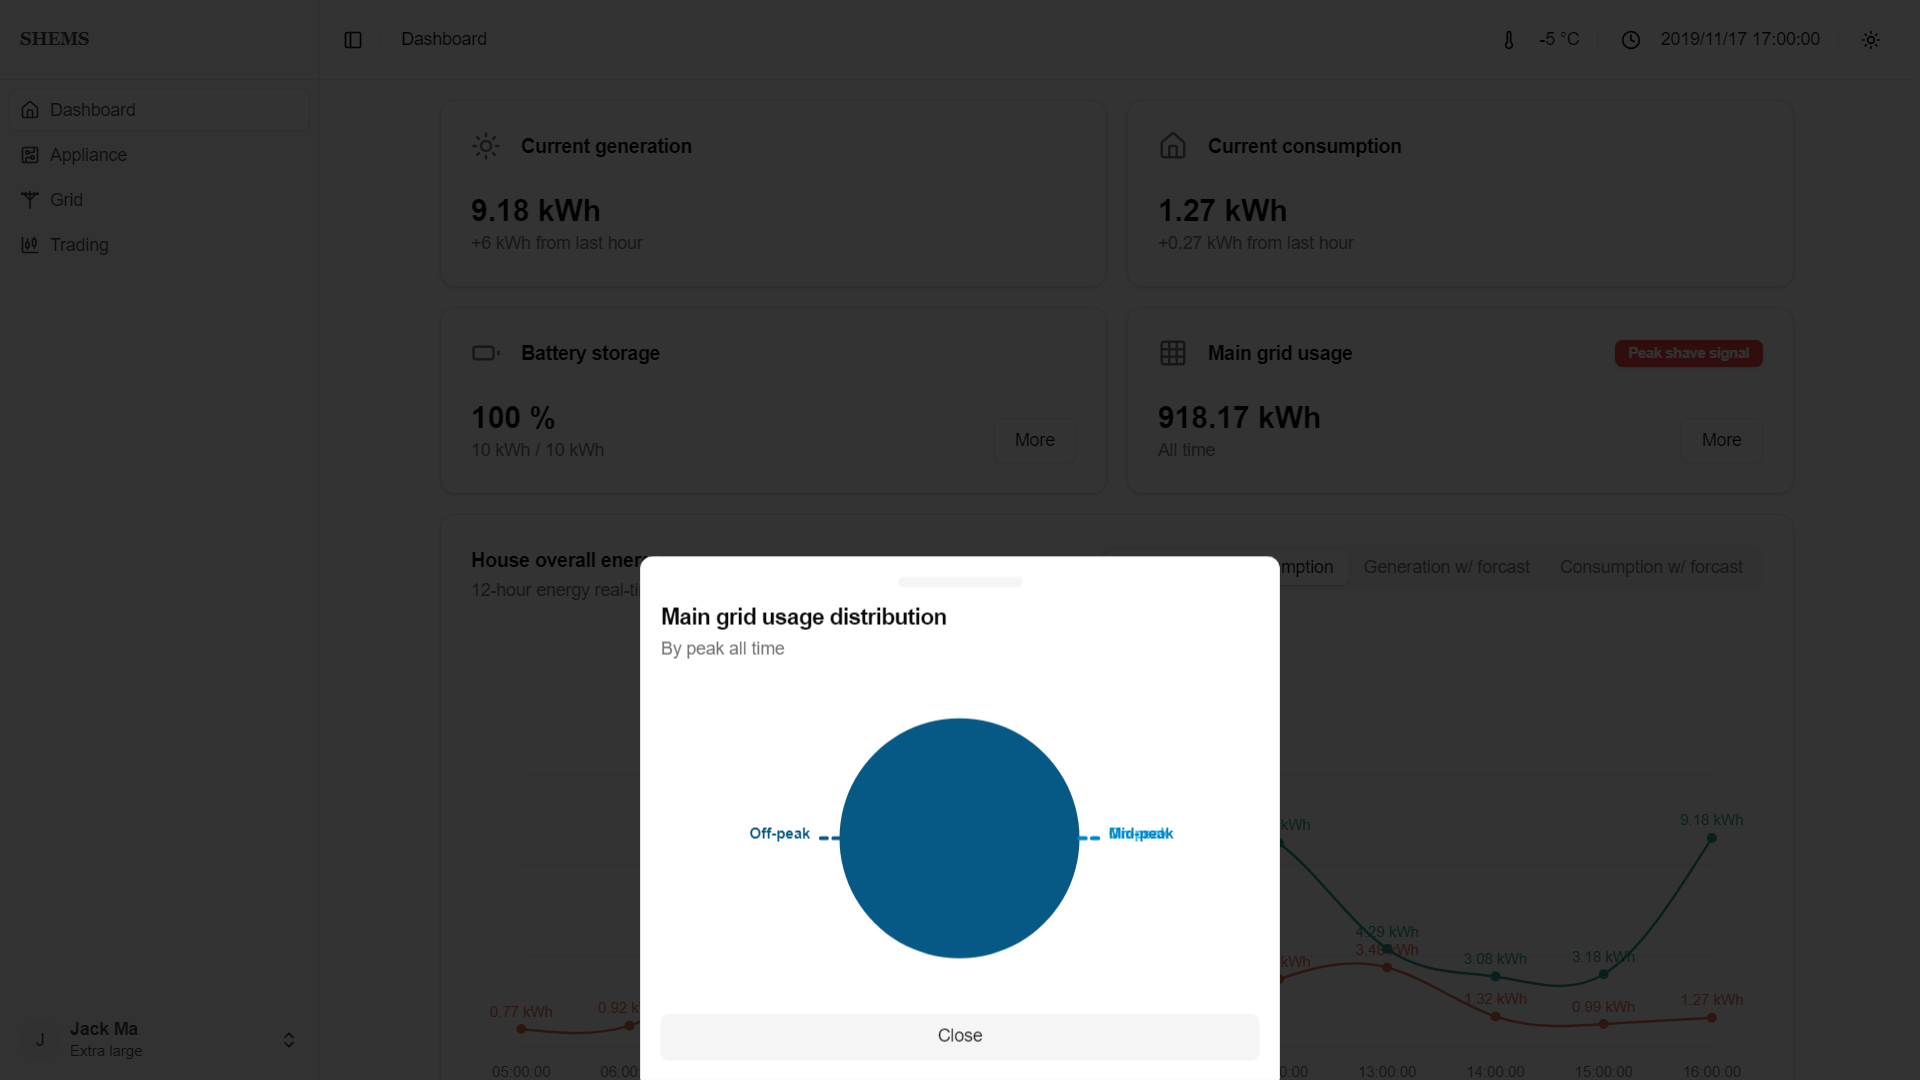 SHEMS
Dashboard
-5 °C
2019/11/17 17:00:00
Dashboard
Appliance
Grid
Trading
Current generation
9.18 kWh
+6 kWh from last hour
Current consumption
1.27 kWh
+0.27 kWh from last hour
Battery storage
100 %
10 kWh / 10 kWh
More
Main grid usage
Peak shave signal
918.17 kWh
All time
More
House overall ener
12-hour energy real-ti
mption
Generation w/ forcast
Consumption w/ forcast
Main grid usage distribution
By peak all time
Off-peak
Mid-peak
Close
kWh
9.18 kWh
4.29 kWh
3.48 kWh
kWh
3.08 kWh
3.18 kWh
0.77 kWh
0.92 k
1.32 kWh
0.99 kWh
1.27 kWh
05:00:00
06:00
0:00
13:00:00
14:00:00
15:00:00
16:00:00
J
Jack Ma
Extra large